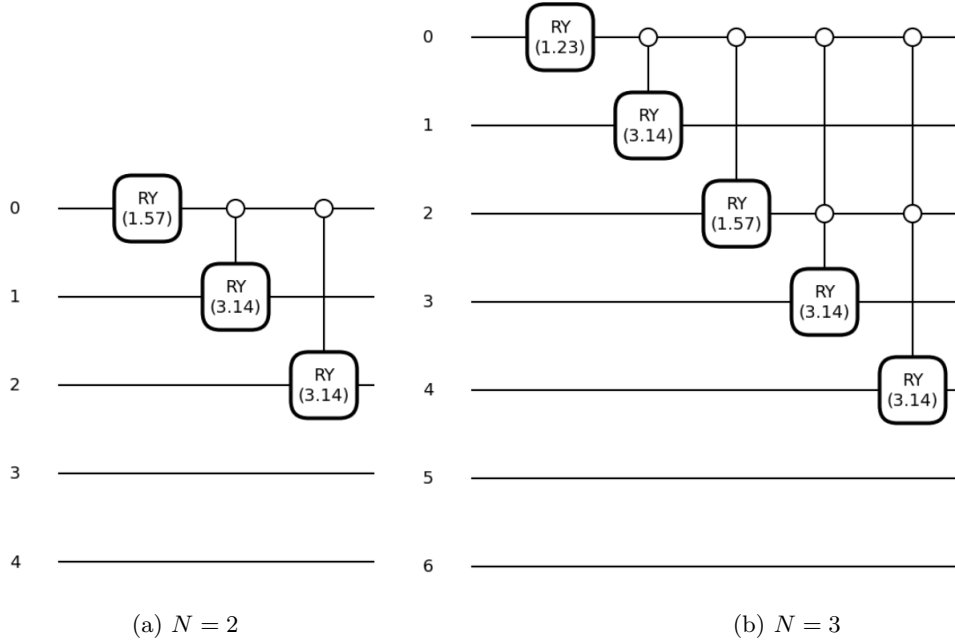 0
RY
(1.57)
1
RY
(3.14)
2
RY
(3.14)
3
4
(a) N = 2
0
RY
(1.23)
1
RY
(3.14)
2
RY
(1.57)
3
RY
(3.14)
4
RY
(3.14)
5
6
(b) N = 3